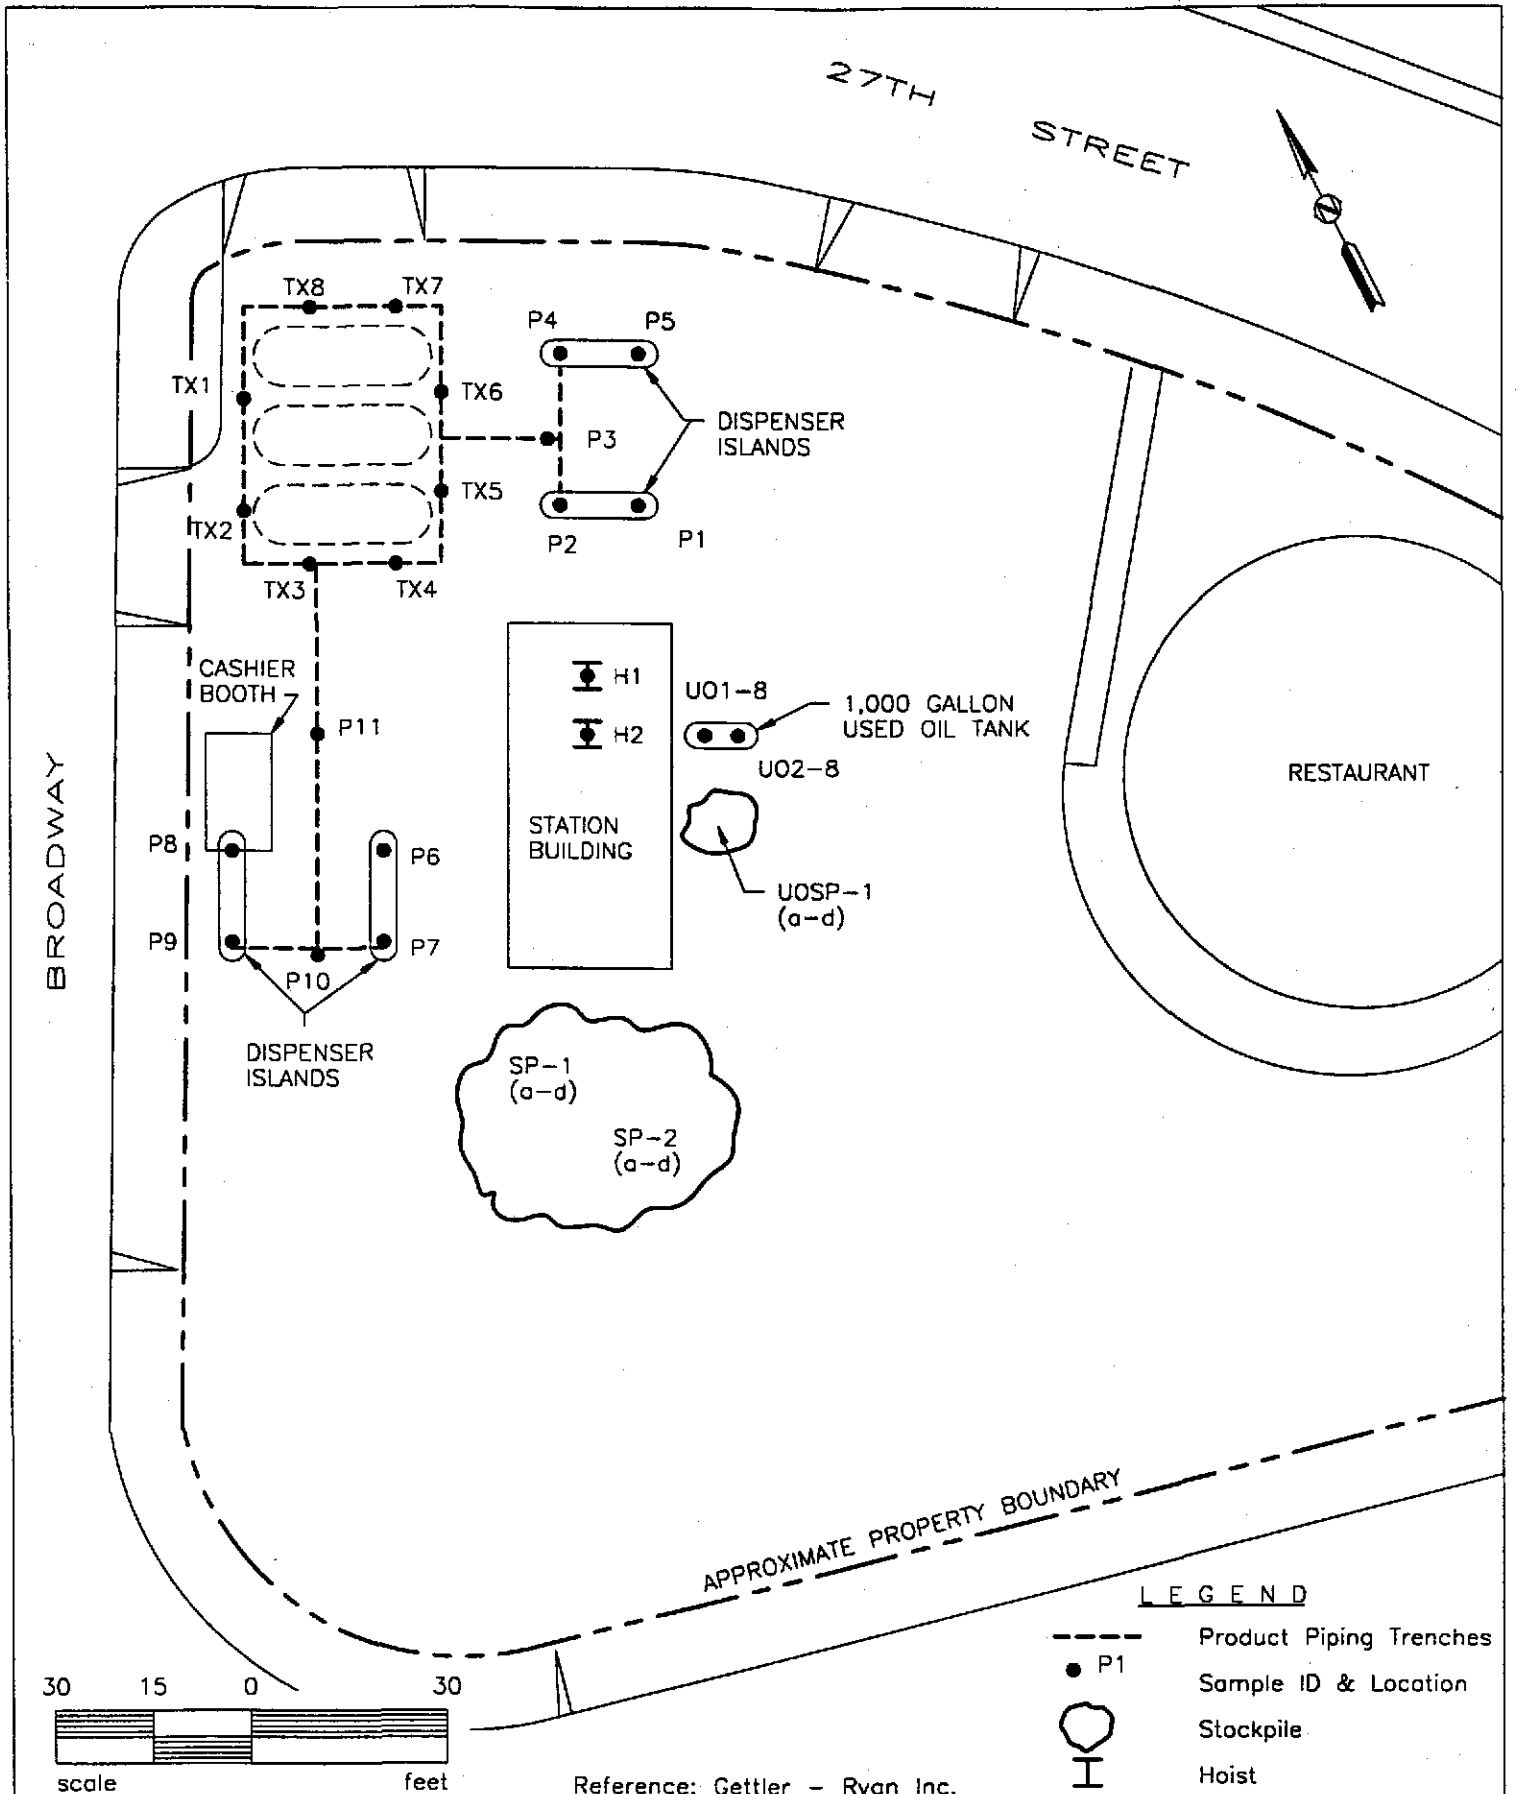 27TH
STREET
TX8
TX7
P4
P5
TX1
TX6
DISPENSER
ISLANDS
P3
TX5
TX2
P2
P1
TX3
TX4
CASHIER
BOOTH
H1
UO1-8
1,000 GALLON
USED OIL TANK
P11
H2
UO2-8
RESTAURANT
BROADWAY
STATION
BUILDING
P8
P6
UOSP-1
(a-d)
P9
P7
P10
DISPENSER
ISLANDS
SP-1
(a-d)
SP-2
(a-d)
APPROXIMATE PROPERTY BOUNDARY
LEGEND
Product Piping Trenches
P1
Sample ID & Location
Stockpile
Hoist
30 15 0 30
scale feet
Reference: Gettler - Ryan Inc.